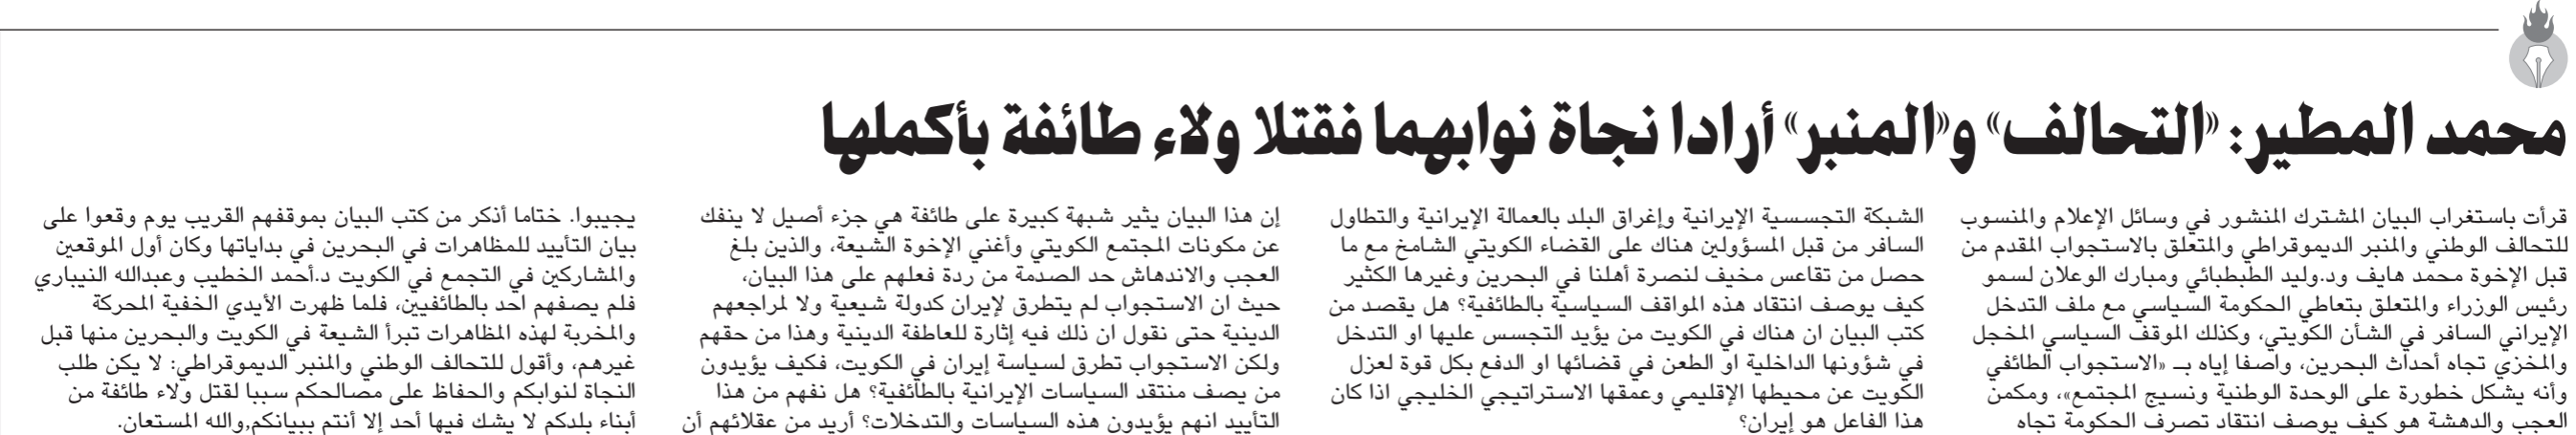 محمد المطير: «التحالف» و«المنبر» أرادا نجاة نوابهما فقتلا ولاء طائفة بأكملها
قرأت باستغراب البيان المشترك المنشور في وسائل الإعلام والمنسوب
للتحالف الوطني والمنبر الديموقراطي والمتعلق بالاستجواب المقدم من
قبل الإخوة محمد هايف ود.وليد الطبطبائي ومبارك الوعلان لسمو
رئيس الوزراء والمتعلق بتعاطي الحكومة السياسي مع ملف التدخل
الإيراني السافر في الشأن الكويتي، وكذلك الموقف السياسي المخجل
والمخزي تجاه أحداث البحرين، واصفا إياه بـ «الاستجواب الطائفي
وأنه يشكل خطورة على الوحدة الوطنية ونسيج المجتمع»، ومكمن
العجب والدهشة هو كيف يوصف انتقاد تصرف الحكومة تجاه
الشبكة التجسسية الإيرانية وإغراق البلد بالعمالة الإيرانية والتطاول
السافر من قبل المسؤولين هناك على القضاء الكويتي الشامخ مع ما
حصل من تقاعس مخيف لنصرة أهلنا في البحرين وغيرها الكثير
كيف يوصف انتقاد هذه المواقف السياسية بالطائفية؟ هل يقصد من
كتب البيان ان هناك في الكويت من يؤيد التجسس عليها او التدخل
في شؤونها الداخلية او الطعن في قضائها او الدفع بكل قوة لعزل
الكويت عن محيطها الإقليمي وعمقها الاستراتيجي الخليجي اذا كان
هذا الفاعل هو إيران؟
إن هذا البيان يثير شبهة كبيرة على طائفة هي جزء أصيل لا ينفك
عن مكونات المجتمع الكويتي وأغني الإخوة الشيعة، والذين بلغ
العجب والاندهاش حد الصدمة من ردة فعلهم على هذا البيان،
حيث ان الاستجواب لم يتطرق لإيران كدولة شيعية ولا لمراجعهم
الدينية حتى نقول ان ذلك فيه إثارة للعاطفة الدينية وهذا من حقهم
ولكن الاستجواب تطرق لسياسة إيران في الكويت، فكيف يؤيدون
من يصف منتقد السياسات الإيرانية بالطائفية؟ هل نفهم من هذا
التأييد انهم يؤيدون هذه السياسات والتدخلات؟ أريد من عقلائهم أن
يجيبوا. ختاما أذكر من كتب البيان بموقفهم القريب يوم وقعوا على
بيان التأييد للمظاهرات في البحرين في بداياتها وكان أول الموقعين
والمشاركين في التجمع في الكويت د.أحمد الخطيب وعبدالله النيباري
فلم يصفهم احد بالطائفيين، فلما ظهرت الأيدي الخفية المحركة
والمخربة لهذه المظاهرات تبرأ الشيعة في الكويت والبحرين منها قبل
غيرهم، وأقول للتحالف الوطني والمنبر الديموقراطي: لا يكن طلب
النجاة لنوابكم والحفاظ على مصالحكم سببا لقتل ولاء طائفة من
أبناء بلدكم لا يشك فيها أحد إلا أنتم ببيانكم,والله المستعان.